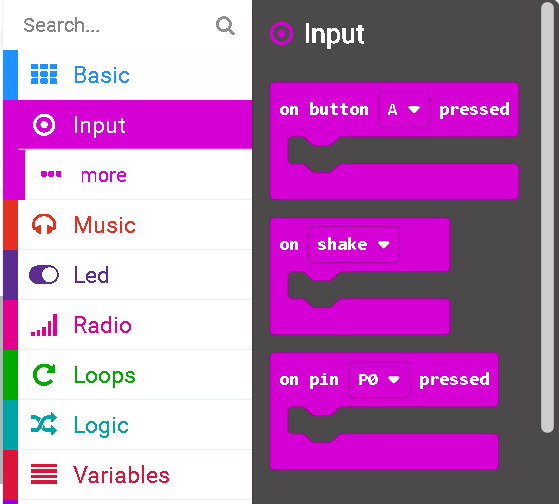 Search...
Basic
Input
more
Music
Led
Radio
Loops
Logic
Variables
Input
on button A pressed
on shake
on pin P0 pressed